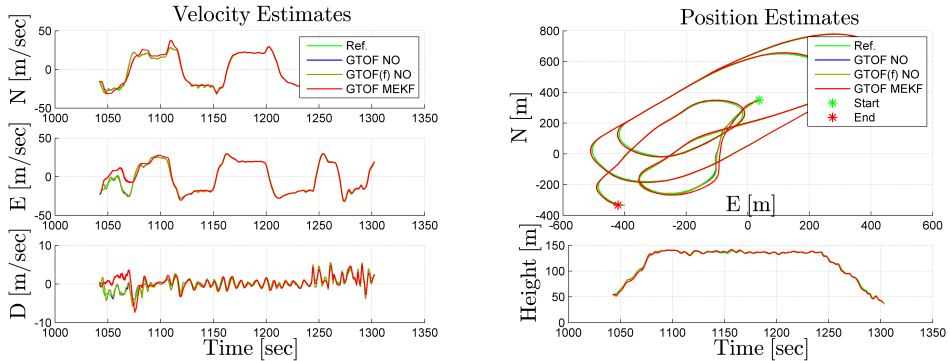 Velocity Estimates
N [m/sec]
50
0
-50
1000
1050
1100
1150
1200
1250
1300
1350
Ref.
GTOF NO
GTOF(f) NO
GTOF MEKF
E [m/sec]
50
0
-50
1000
1050
1100
1150
1200
1250
1300
1350
D [m/sec]
10
0
-10
1000
1050
1100
1150
1200
1250
1300
1350
Time [sec]
Position Estimates
N [m]
800
600
400
200
0
-200
-400
-600
-400
-200
0
200
400
600
E [m]
Ref.
GTOF NO
GTOF(f) NO
GTOF MEKF
Start
End
Height [m]
150
100
50
0
1000
1050
1100
1150
1200
1250
1300
1350
Time [sec]